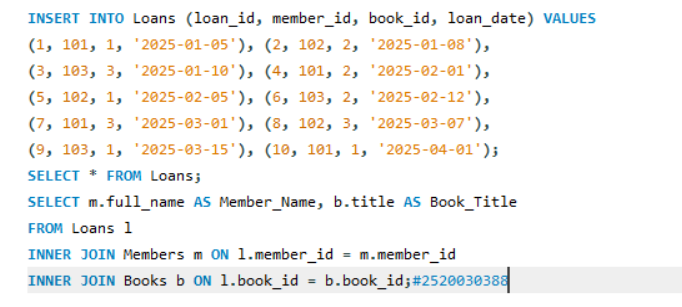 INSERT INTO Loans (loan_id, member_id, book_id, loan_date) VALUES
(1, 101, 1, '2025-01-05'), (2, 102, 2, '2025-01-08'),
(3, 103, 3, '2025-01-10'), (4, 101, 2, '2025-02-01'),
(5, 102, 1, '2025-02-05'), (6, 103, 2, '2025-02-12'),
(7, 101, 3, '2025-03-01'), (8, 102, 3, '2025-03-07'),
(9, 103, 1, '2025-03-15'), (10, 101, 1, '2025-04-01');
SELECT * FROM Loans;
SELECT m.full_name AS Member_Name, b.title AS Book_Title
FROM Loans l
INNER JOIN Members m ON l.member_id = m.member_id
INNER JOIN Books b ON l.book_id = b.book_id;#2520030388